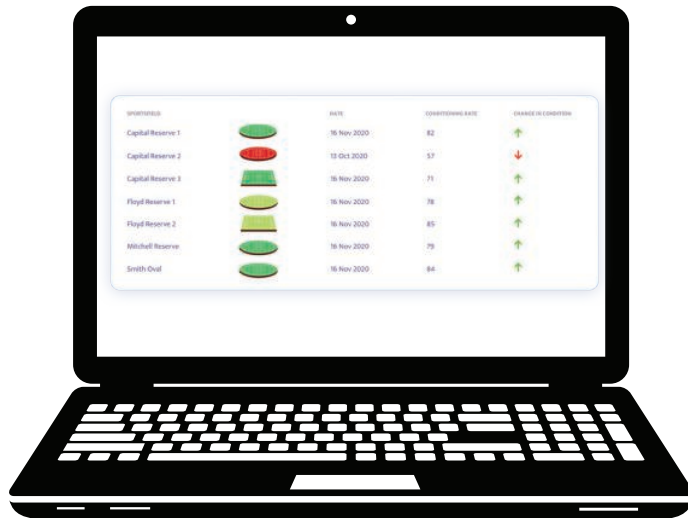 SPORTSFIELD DATE CONDITIONING RATE CHANGE IN CONDITION
Capital Reserve 1 16 Nov 2020 82
Capital Reserve 2 13 Oct 2020 57
Capital Reserve 3 16 Nov 2020 71
Floyd Reserve 1 16 Nov 2020 78
Floyd Reserve 2 16 Nov 2020 85
Mitchell Reserve 16 Nov 2020 79
Smith Oval 16 Nov 2020 84